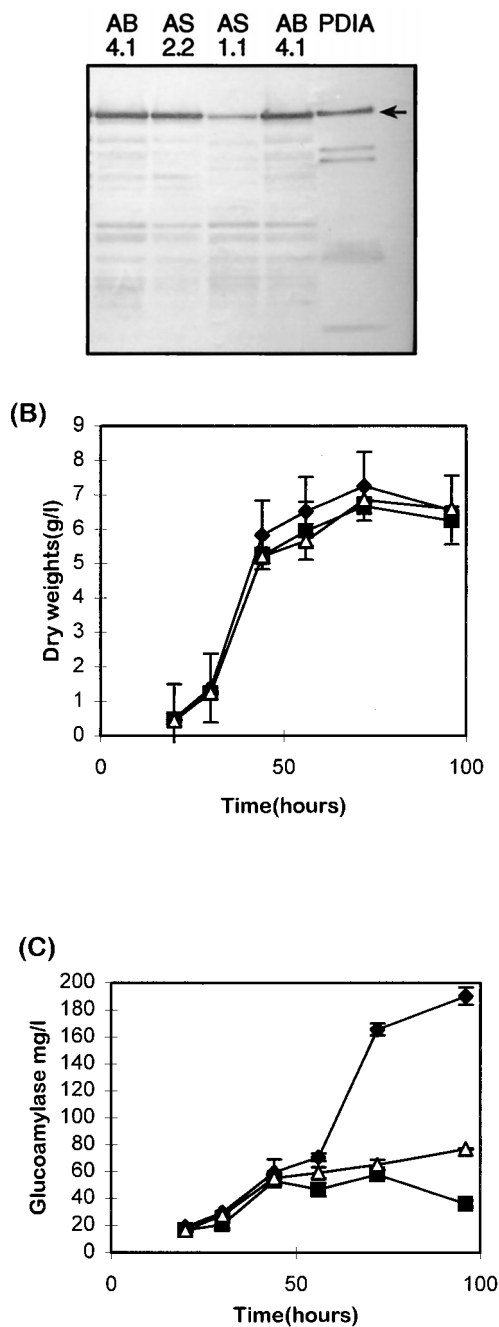 AB AS AS AB PDIA
4.1 2.2 1.1 4.1
(B)
9
8
7
6
5
4
3
2
1
0
Dry weights(g/l)
0 50 100
Time(hours)
(C)
200
180
160
140
120
100
80
60
40
20
0
Glucoamylase mg/l
0 50 100
Time(hours)